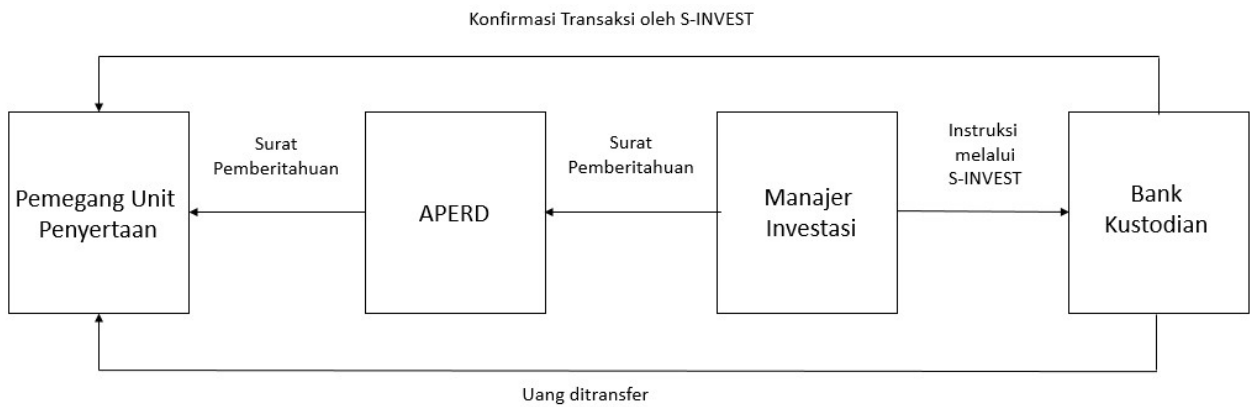 Konfirmasi Transaksi oleh S-INVEST
Surat
Pemberitahuan
Surat
Pemberitahuan
Instruksi
melalui
S-INVEST
Pemegang Unit
Penyertaan
APERD
Manajer
Investasi
Bank
Kustodian
Uang ditransfer